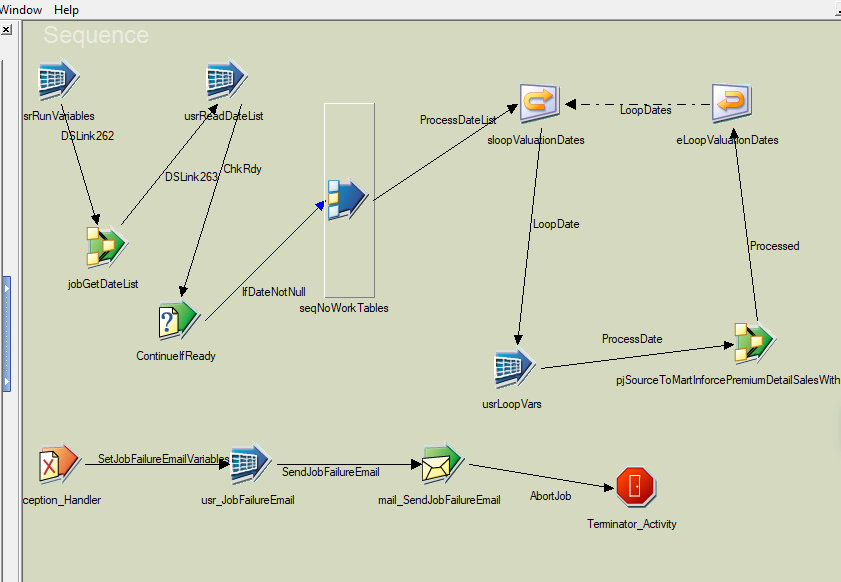 Window Help
Sequence
srRunVariables
usrReadDateList
DSLink262
DSLink263
ChkRdy
ProcessDateList
LoopDates
sloopValuationDates
eLoopValuationDates
LoopDate
Processed
jobGetDateList
IfDateNotNull
seqNoWorkTables
ContinueIfReady
ProcessDate
pjSourceToMartInforcePremiumDetailSalesWith
usrLoopVars
SetJobFailureEmailVariables
SendJobFailureEmail
AbortJob
ception_Handler
usr_JobFailureEmail
mail_SendJobFailureEmail
Terminator_Activity